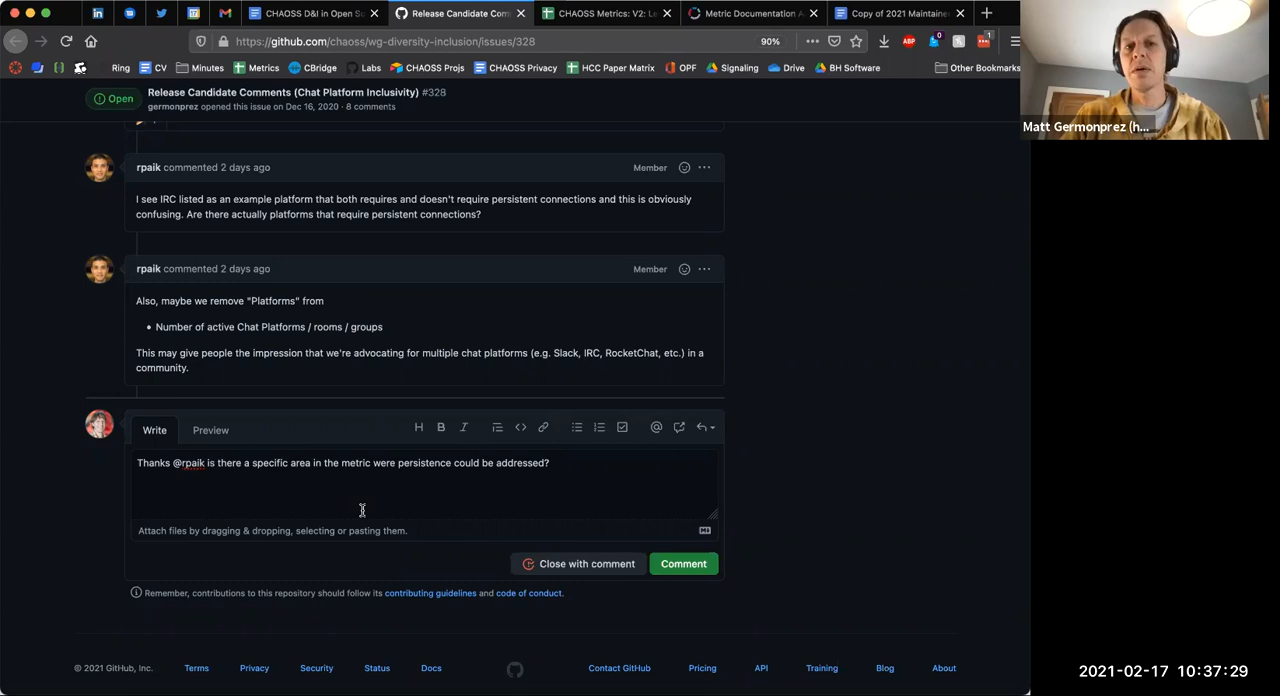 CHAOSS D&I in Open So
Release Candidate Com
CHAOSS Metrics: V2: Le
Metric Documentation A
Copy of 2021 Maintaine
https://github.com/chaoss/wg-diversity-inclusion/issues/328
90%
ABP
0
1
Ring
CV
Minutes
Metrics
CBridge
Labs
CHAOSS Projs
CHAOSS Privacy
HCC Paper Matrix
OPF
Signaling
Drive
BH Software
Other Bookmarks
Matt Germonprez (h...
Open
Release Candidate Comments (Chat Platform Inclusivity) #328
germonprez opened this issue on Dec 16, 2020 · 8 comments
rpaik commented 2 days ago
Member
I see IRC listed as an example platform that both requires and doesn't require persistent connections and this is obviously
confusing. Are there actually platforms that require persistent connections?
rpaik commented 2 days ago
Member
Also, maybe we remove "Platforms" from
• Number of active Chat Platforms / rooms / groups
This may give people the impression that we're advocating for multiple chat platforms (e.g. Slack, IRC, RocketChat, etc.) in a
community.
Write
Preview
Thanks @rpaik is there a specific area in the metric were persistence could be addressed?
Attach files by dragging & dropping, selecting or pasting them.
Close with comment
Comment
Remember, contributions to this repository should follow its contributing guidelines and code of conduct.
© 2021 GitHub, Inc.
Terms
Privacy
Security
Status
Docs
Contact GitHub
Pricing
API
Training
Blog
About
2021-02-17 10:37:29